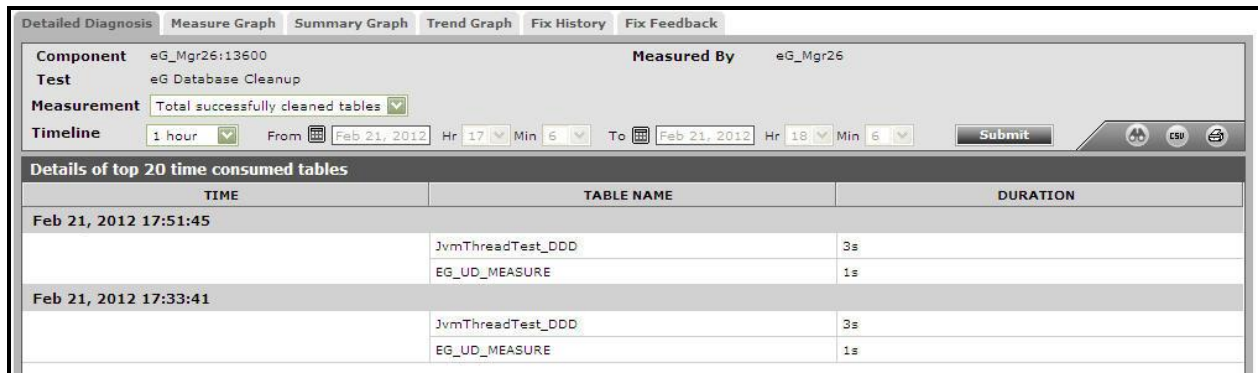 Detailed Diagnosis Measure Graph Summary Graph Trend Graph Fix History Fix Feedback
Component eG_Mgr26:13600 Measured By eG_Mgr26
Test eG Database Cleanup
Measurement Total successfully cleaned tables
Timeline 1 hour From Feb 21, 2012 Hr 17 Min 6 To Feb 21, 2012 Hr 18 Min 6 Submit CSV
Details of top 20 time consumed tables
TIME TABLE NAME DURATION
Feb 21, 2012 17:51:45
JvmThreadTest_DDD 3s
EG_UD_MEASURE 1s
Feb 21, 2012 17:33:41
JvmThreadTest_DDD 3s
EG_UD_MEASURE 1s